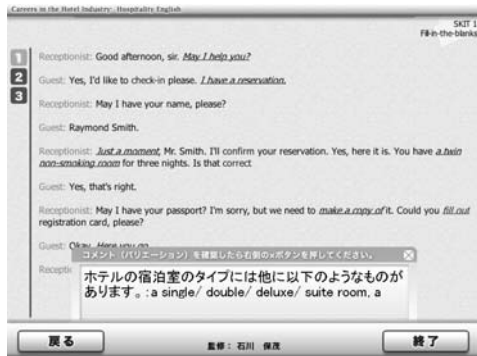 Careers in the Hotel Industry: Hospitality English
SKIT 1
Fill-in-the-blanks
1
2
3
Receptionist: Good afternoon, sir. May I help you?
Guest: Yes, I'd like to check-in please. I have a reservation.
Receptionist: May I have your name, please?
Guest: Raymond Smith.
Receptionist: Just a moment, Mr. Smith. I'll confirm your reservation. Yes, here it is. You have a twin
non-smoking room for three nights. Is that correct
Guest: Yes, that's right.
Receptionist: May I have your passport? I'm sorry, but we need to make a copy of it. Could you fill out
registration card, please?
Guest: Okay. Here you go.
Receptio
コメント（バリエーション）を確認したら右側の×ボタンを押してください。
ホテルの宿泊室のタイプには他に以下のようなものが
あります。: a single/ double/ deluxe/ suite room, a
戻る
監修：石川 保茂
終了